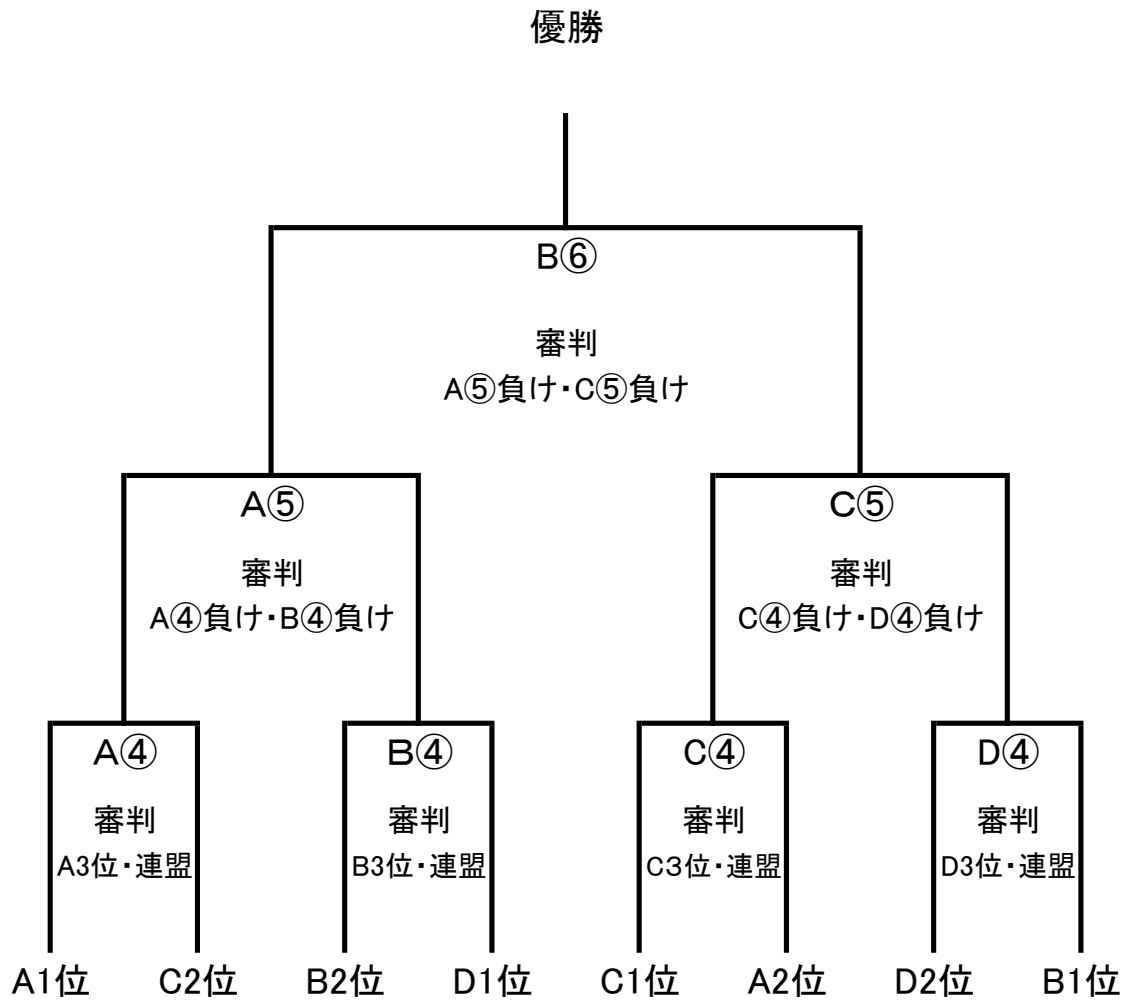 優勝
B⑥
審判
A⑤負け・C⑤負け
A⑤
C⑤
審判
審判
A④負け・B④負け
C④負け・D④負け
A④
B④
C④
D④
審判
審判
審判
審判
A3位・連盟
B3位・連盟
C３位・連盟
D3位・連盟
A1位
C2位
B2位
D1位
C1位
A2位
D2位
B1位